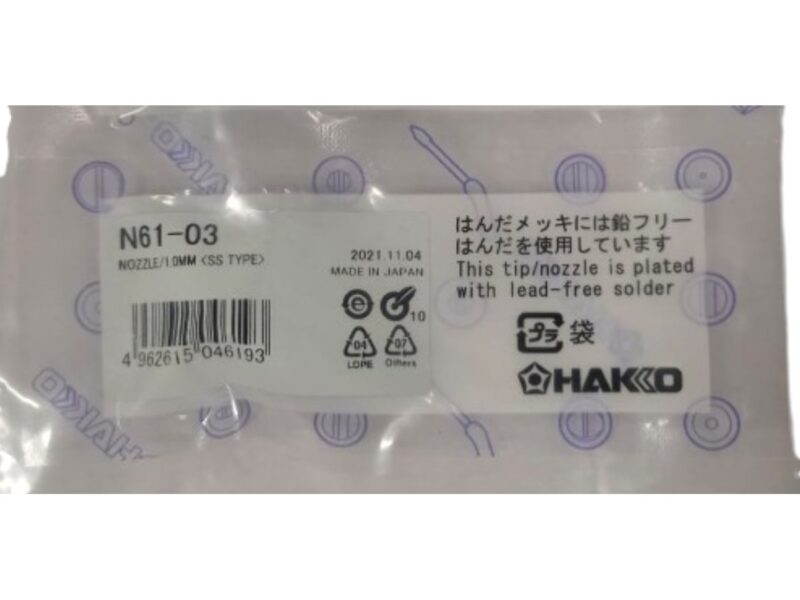 N61-03
NOZZLE/1.0MM <SS TYPE>
2021.11.04
MADE IN JAPAN
4 962615 046193
e
10
04
LDPE
07
Others
はんだメッキには鉛フリー
はんだを使用しています
This tip/nozzle is plated
with lead-free solder
プラ 袋
HAKKO
HAKKO
HAKKO